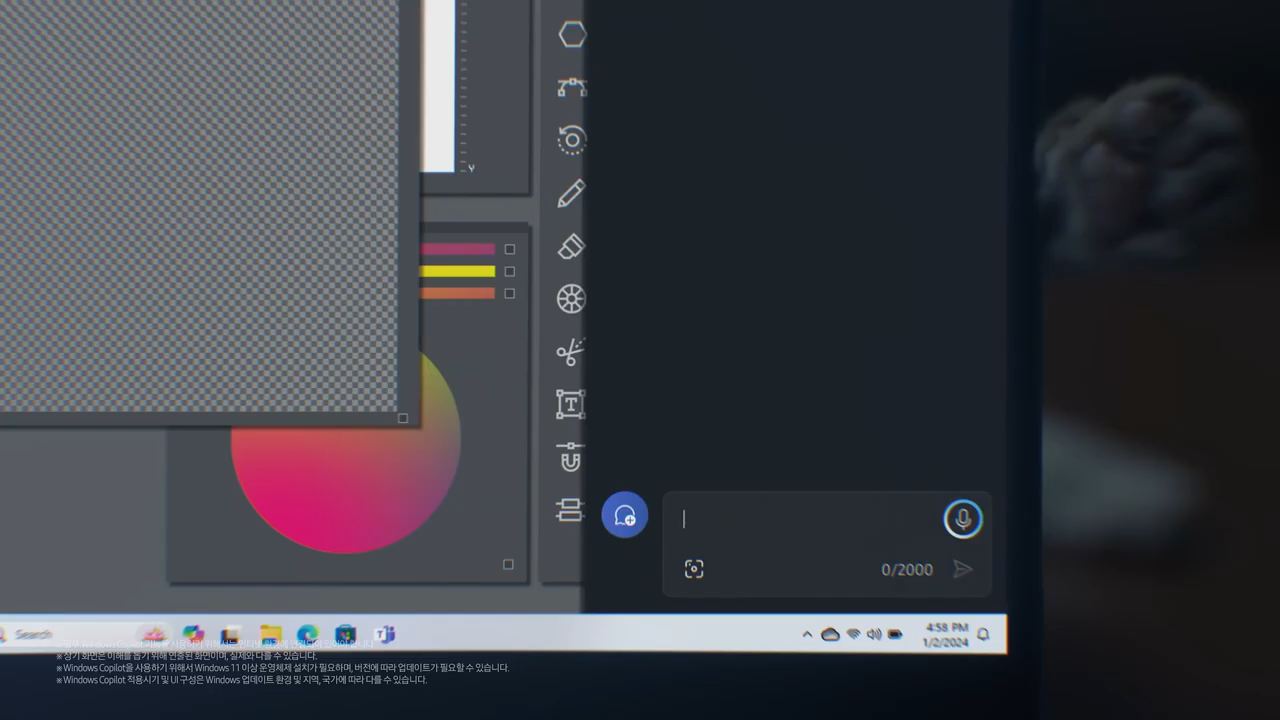 Y
T
0/2000
Search
4:58 PM
1/2/2024
※ 상기 화면은 이해를 돕기 위해 연출된 화면이며, 실제와 다를 수 있습니다.
※ Windows Copilot을 사용하기 위해서 Windows 11 이상 운영체제 설치가 필요하며, 버전에 따라 업데이트가 필요할 수 있습니다.
※ Windows Copilot 적용시기 및 UI 구성은 Windows 업데이트 환경 및 지역, 국가에 따라 다를 수 있습니다.